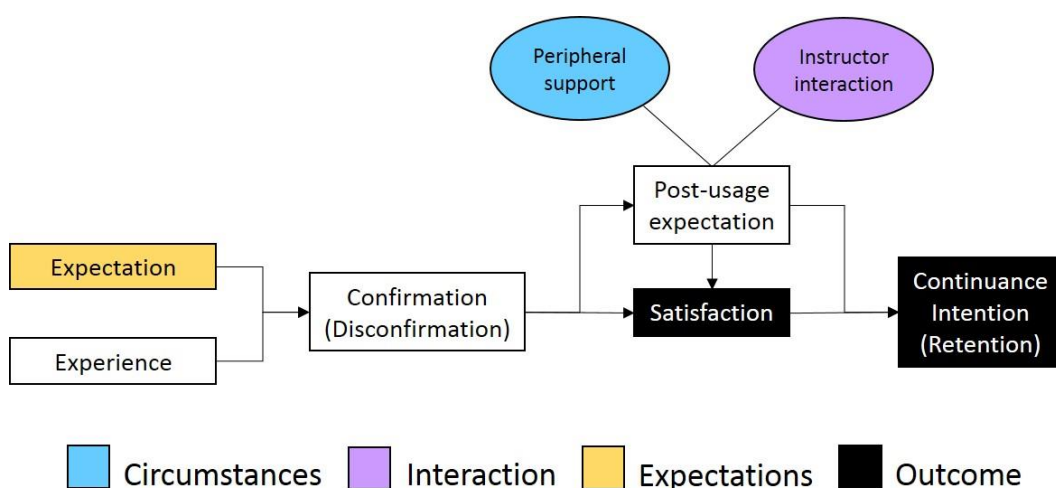 Peripheral
support
Instructor
interaction
Post-usage
expectation
Expectation
Experience
Confirmation
(Disconfirmation)
Satisfaction
Continuance
Intention
(Retention)
Circumstances
Interaction
Expectations
Outcome